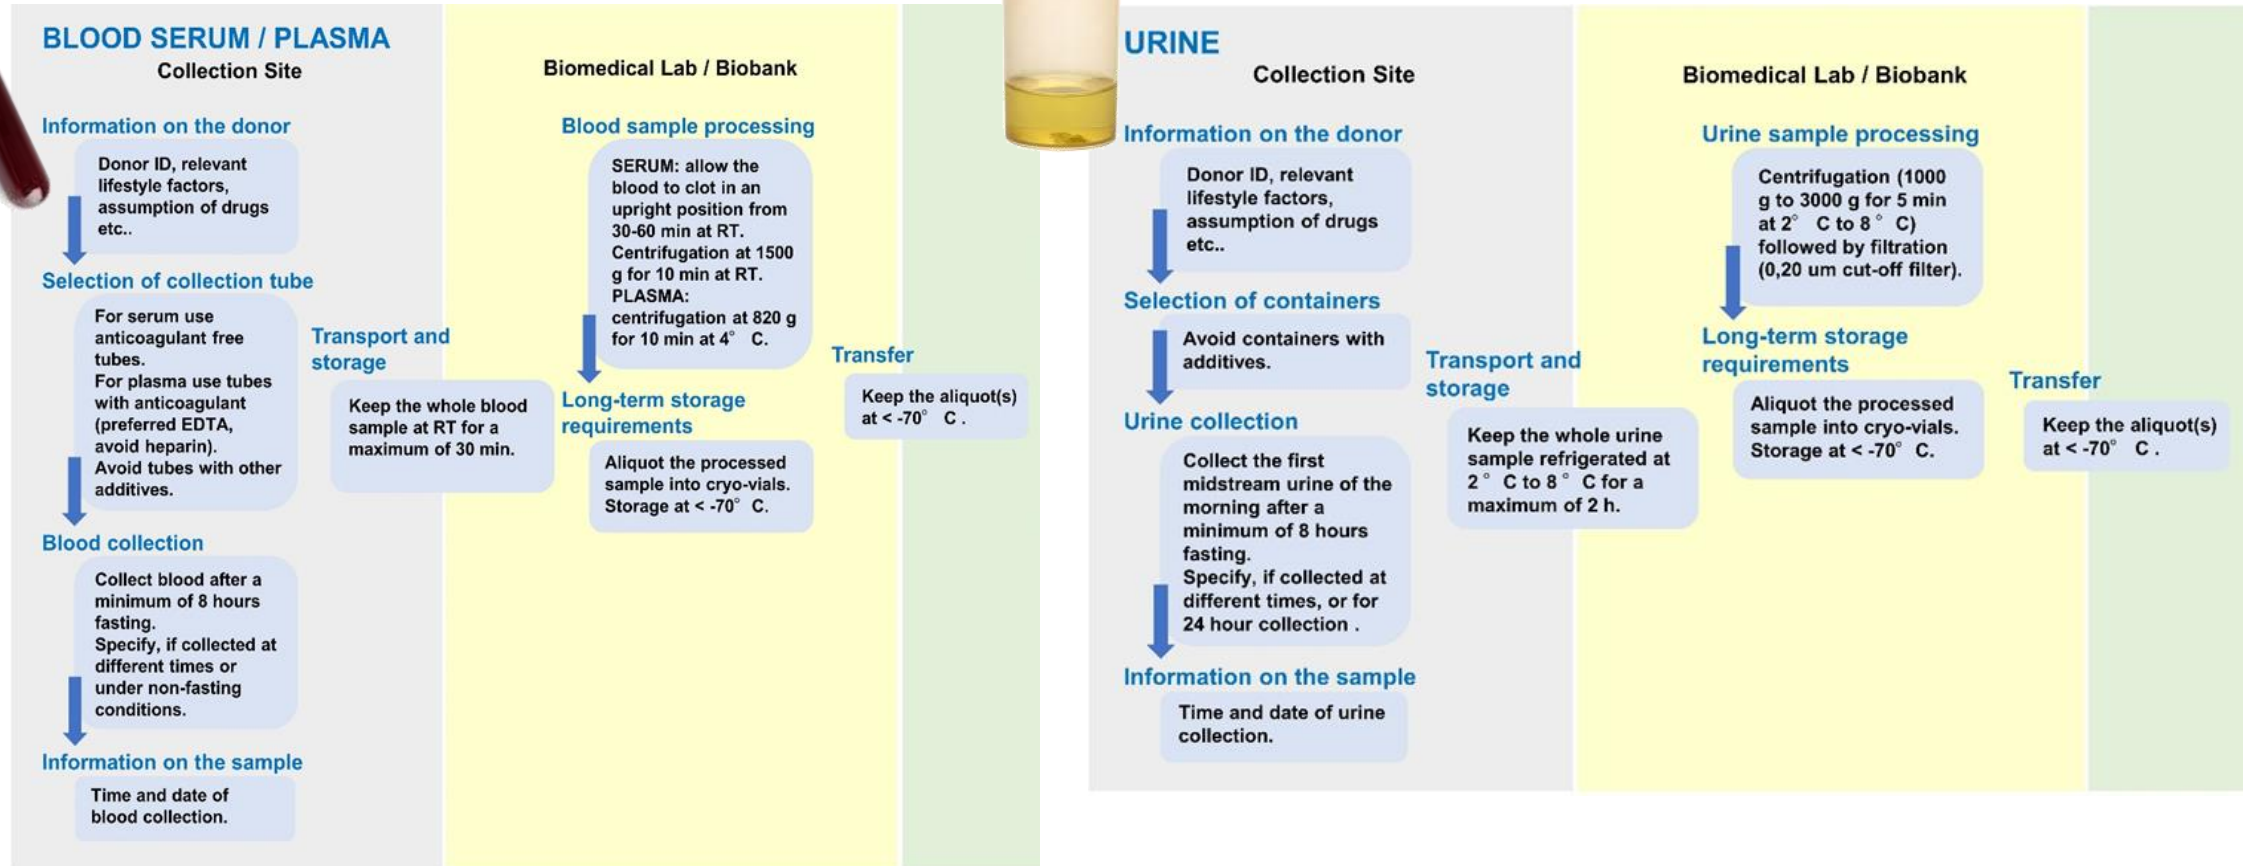 BLOOD SERUM / PLASMA
Collection Site
Information on the donor
Donor ID, relevant
lifestyle factors,
assumption of drugs
etc..
Selection of collection tube
For serum use
anticoagulant free
tubes.
For plasma use tubes
with anticoagulant
(preferred EDTA,
avoid heparin).
Avoid tubes with other
additives.
Blood collection
Collect blood after a
minimum of 8 hours
fasting.
Specify, if collected at
different times or
under non-fasting
conditions.
Information on the sample
Time and date of
blood collection.
Transport and
storage
Keep the whole blood
sample at RT for a
maximum of 30 min.
Biomedical Lab / Biobank
Blood sample processing
SERUM: allow the
blood to clot in an
upright position from
30-60 min at RT.
Centrifugation at 1500
g for 10 min at RT.
PLASMA:
centrifugation at 820 g
for 10 min at 4° C.
Long-term storage
requirements
Aliquot the processed
sample into cryo-vials.
Storage at < -70° C.
Transfer
Keep the aliquot(s)
at < -70° C .
URINE
Collection Site
Information on the donor
Donor ID, relevant
lifestyle factors,
assumption of drugs
etc..
Selection of containers
Avoid containers with
additives.
Urine collection
Collect the first
midstream urine of the
morning after a
minimum of 8 hours
fasting.
Specify, if collected at
different times, or for
24 hour collection .
Information on the sample
Time and date of urine
collection.
Transport and
storage
Keep the whole urine
sample refrigerated at
2 ° C to 8 ° C for a
maximum of 2 h.
Biomedical Lab / Biobank
Urine sample processing
Centrifugation (1000
g to 3000 g for 5 min
at 2° C to 8 ° C)
followed by filtration
(0,20 um cut-off filter).
Long-term storage
requirements
Aliquot the processed
sample into cryo-vials.
Storage at < -70° C.
Transfer
Keep the aliquot(s)
at < -70° C .